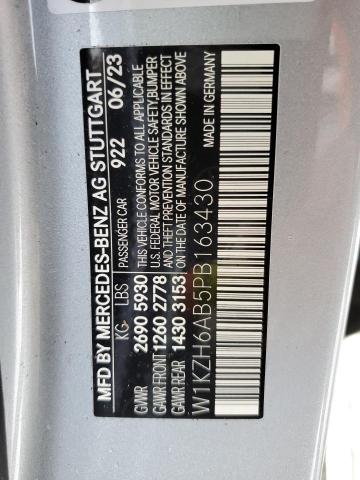 MFD BY MERCEDES-BENZ AG STUTTGART
PASSENGER CAR 922 06/23
KG LBS
GVWR 2690 5930
GAWR FRONT 1260 2778
GAWR REAR 1430 3153
THIS VEHICLE CONFORMS TO ALL APPLICABLE
U.S. FEDERAL MOTOR VEHICLE SAFETY,BUMPER
AND THEFT PREVENTION STANDARDS IN EFFECT
ON THE DATE OF MANUFACTURE SHOWN ABOVE
W1KZH6AB5PB163430
MADE IN GERMANY